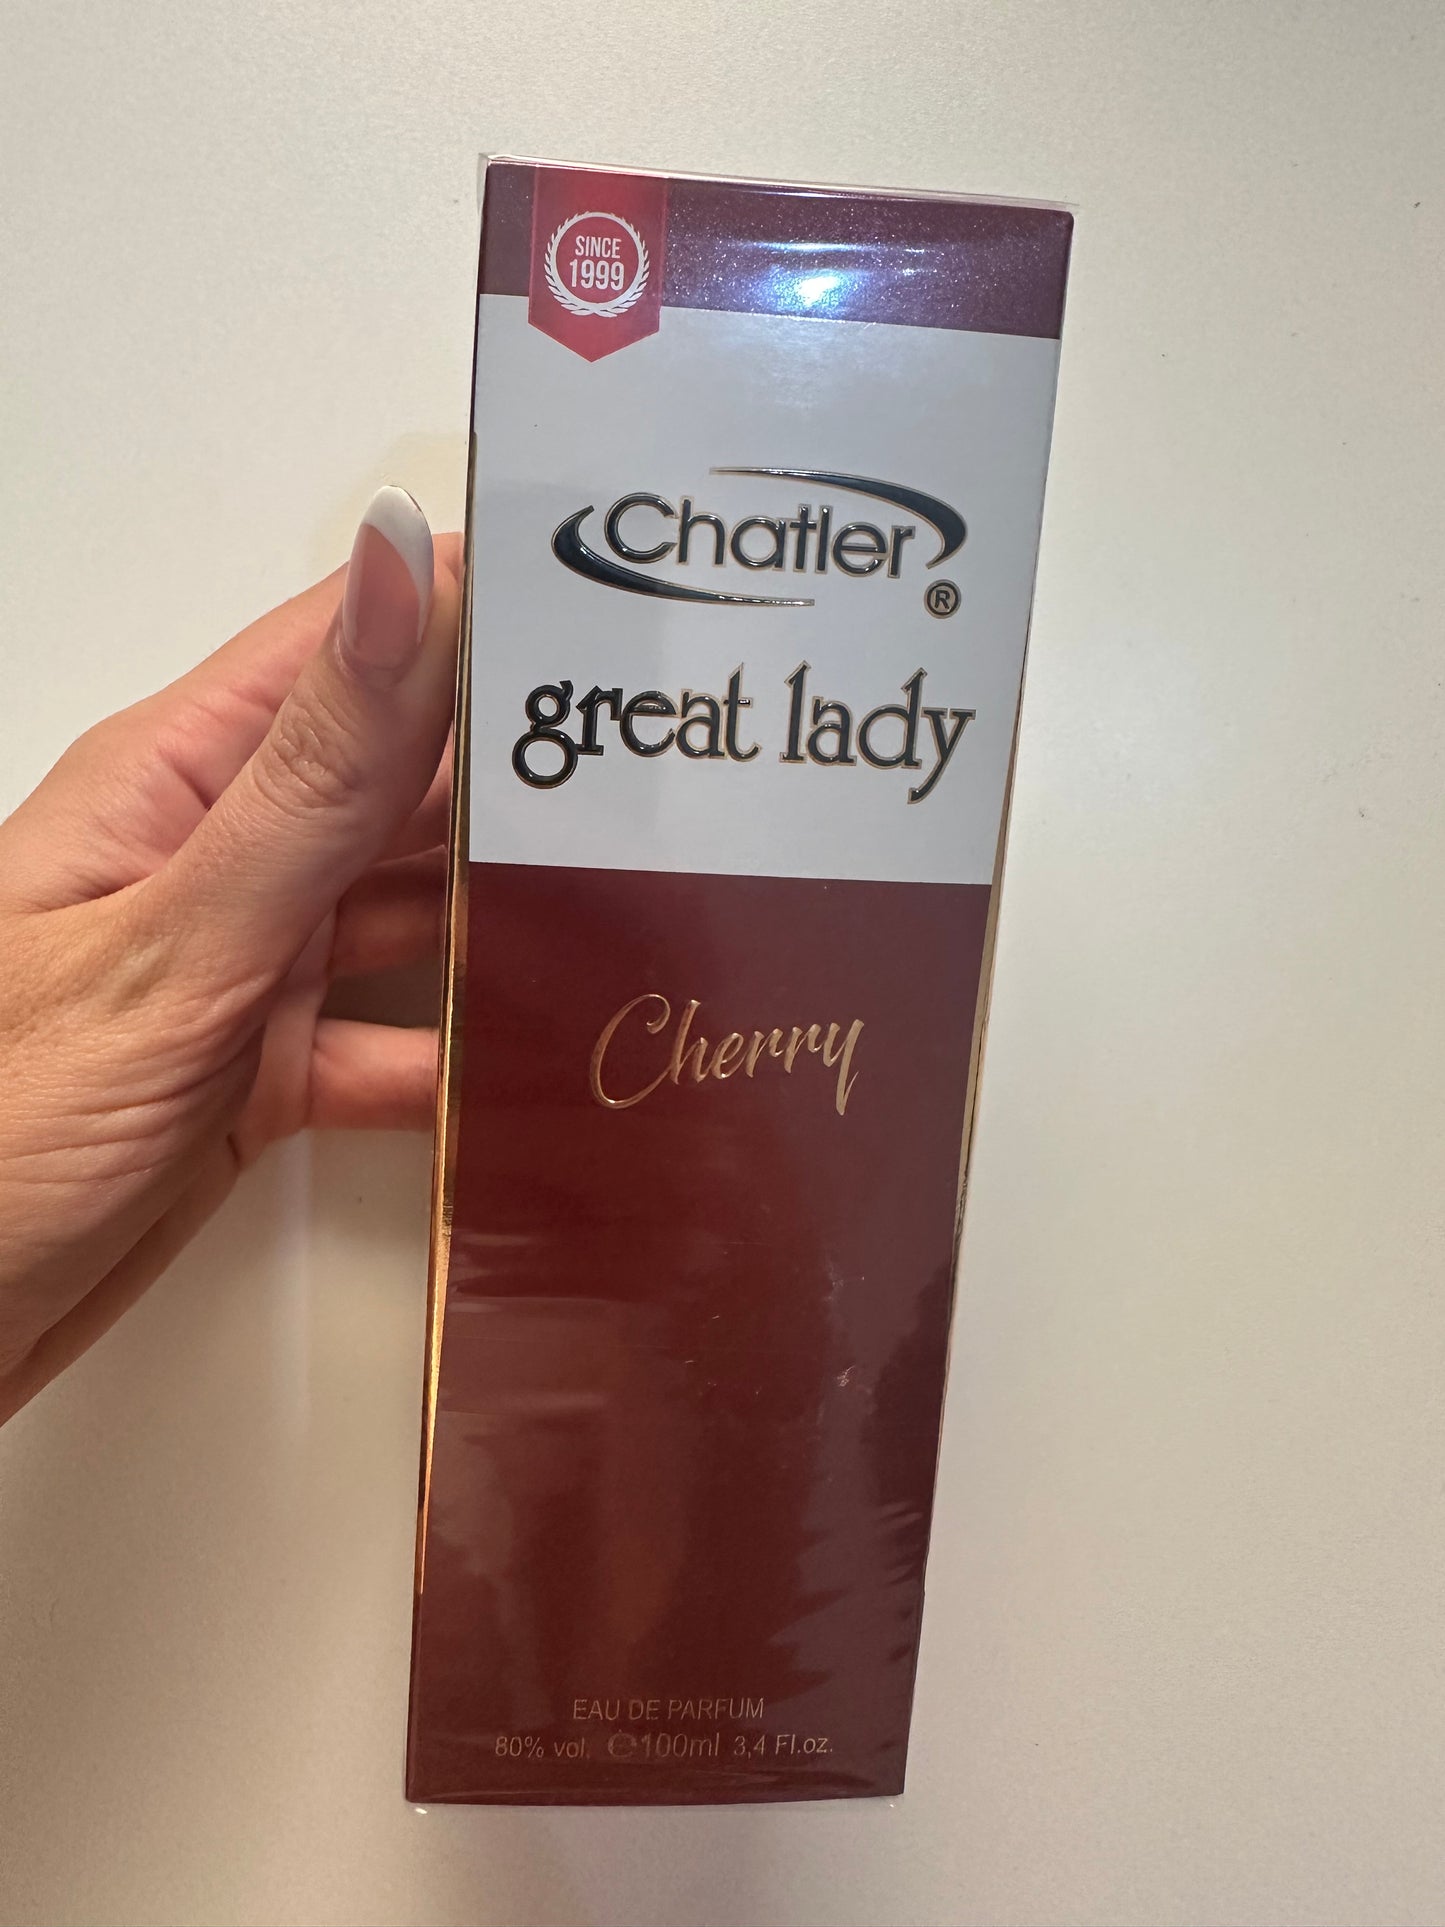 SINCE
1999
Chatler
®
great lady
Cherry
EAU DE PARFUM
80% vol. ℮100ml 3,4 Fl.oz.